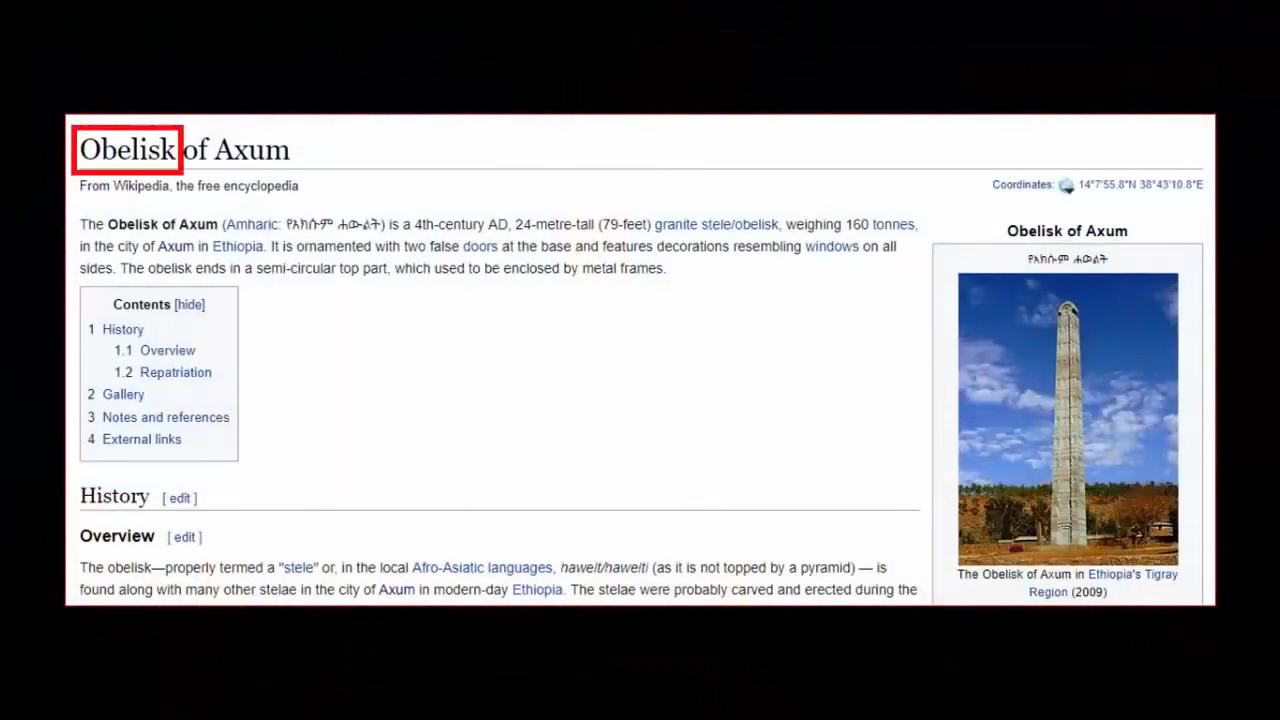 Obelisk of Axum
From Wikipedia, the free encyclopedia
Coordinates: 14°7′55.8″N 38°43′10.8″E
The Obelisk of Axum (Amharic: የአክሱም ሐውልት) is a 4th-century AD, 24-metre-tall (79-feet) granite stele/obelisk, weighing 160 tonnes,
in the city of Axum in Ethiopia. It is ornamented with two false doors at the base and features decorations resembling windows on all
sides. The obelisk ends in a semi-circular top part, which used to be enclosed by metal frames.
Contents [hide]
1 History
1.1 Overview
1.2 Repatriation
2 Gallery
3 Notes and references
4 External links
History [ edit ]
Overview [ edit ]
The obelisk—properly termed a "stele" or, in the local Afro-Asiatic languages, hawelt/hawelti (as it is not topped by a pyramid) — is
found along with many other stelae in the city of Axum in modern-day Ethiopia. The stelae were probably carved and erected during the
Obelisk of Axum
የአክሱም ሐውልት
The Obelisk of Axum in Ethiopia's Tigray
Region (2009)